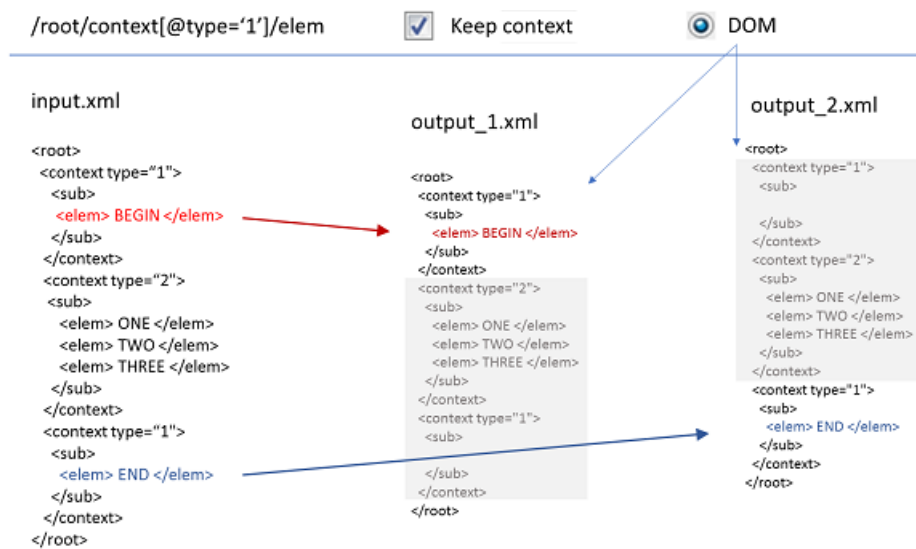 /root/context[@type=‘1’]/elem
Keep context
DOM
input.xml
<root>
<context type=“1">
<sub>
<elem> BEGIN </elem>
</sub>
</context>
<context type=“2">
<sub>
<elem> ONE </elem>
<elem> TWO </elem>
<elem> THREE </elem>
</sub>
</context>
<context type=“1">
<sub>
<elem> END </elem>
</sub>
</context>
</root>
output_1.xml
<root>
<context type="1">
<sub>
<elem> BEGIN </elem>
</sub>
</context>
<context type="2">
<sub>
<elem> ONE </elem>
<elem> TWO </elem>
<elem> THREE </elem>
</sub>
</context>
<context type="1">
<sub>
</sub>
</context>
</root>
output_2.xml
<root>
<context type="1">
<sub>
</sub>
</context>
<context type="2">
<sub>
<elem> ONE </elem>
<elem> TWO </elem>
<elem> THREE </elem>
</sub>
</context>
<context type="1">
<sub>
<elem> END </elem>
</sub>
</context>
</root>